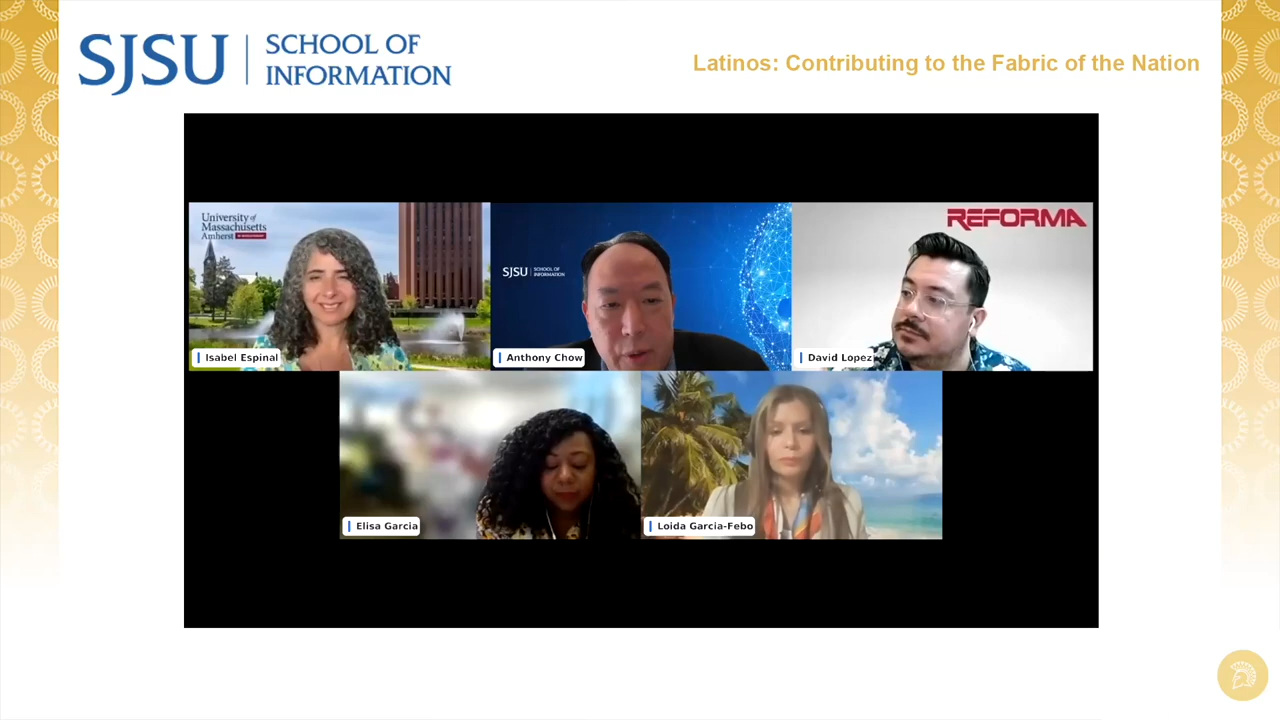 SJSU
SCHOOL OF
INFORMATION
Latinos: Contributing to the Fabric of the Nation
University of
Massachusetts
Amherst
REFORMA
SJSU
SCHOOL OF
INFORMATION
Isabel Espinal
Anthony Chow
David Lopez
Elisa Garcia
Loida Garcia-Febo